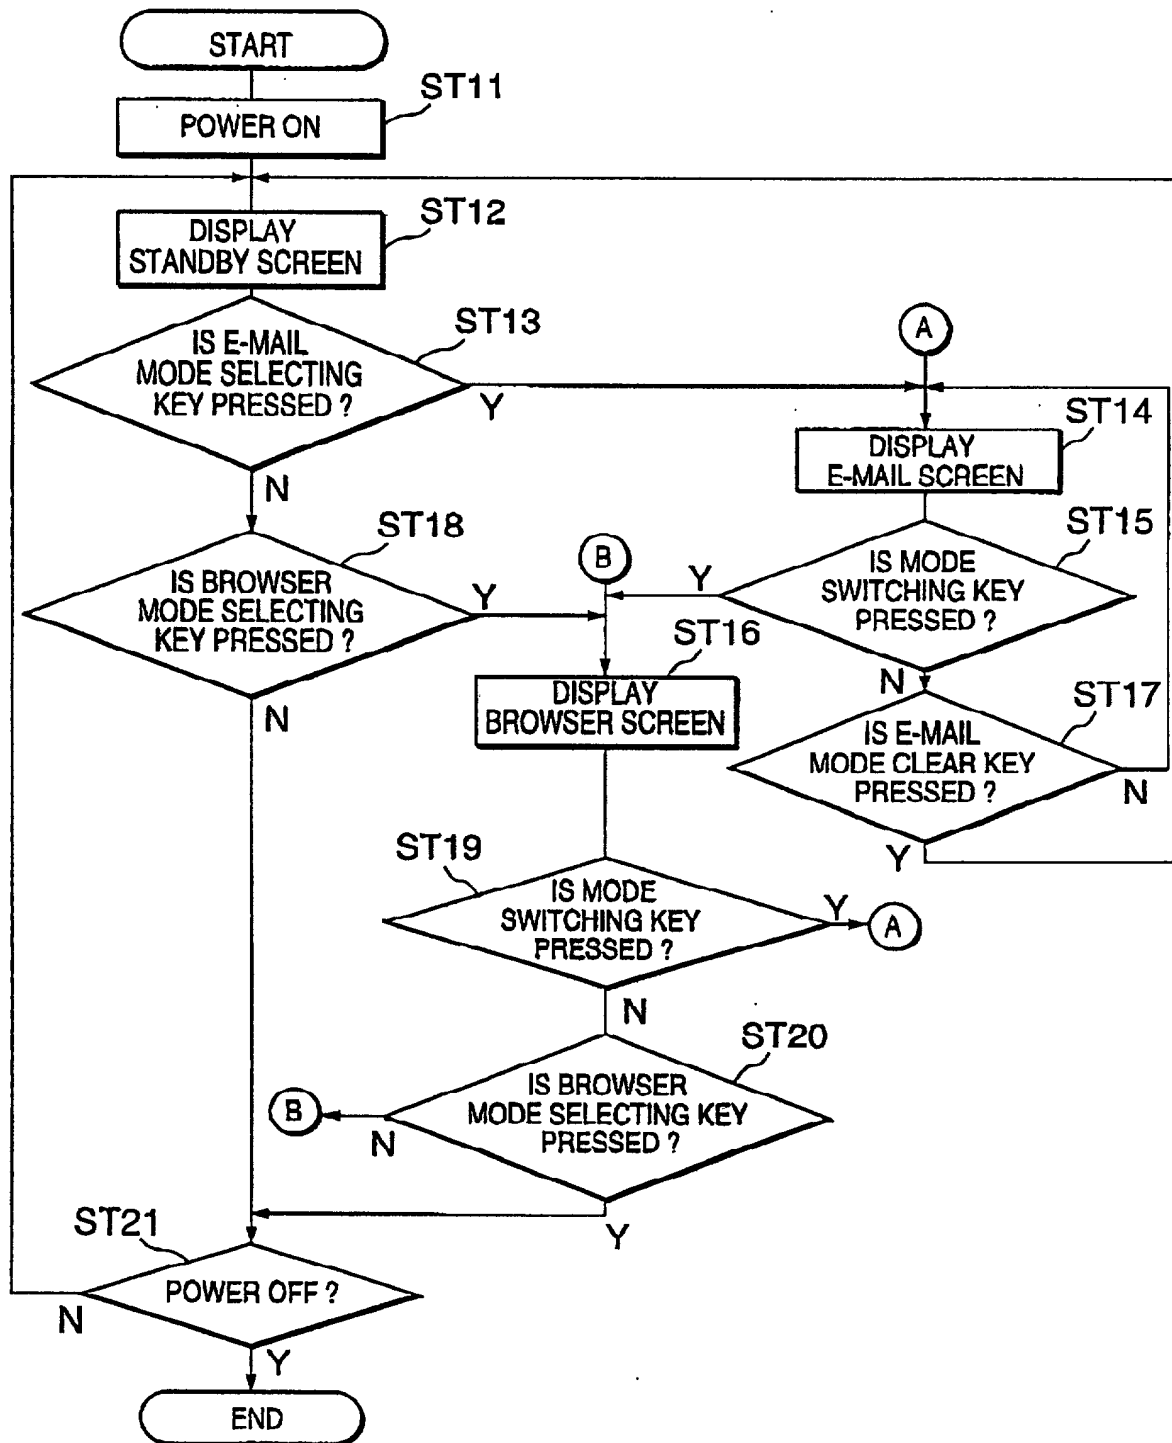 START
ST11
POWER ON
ST12
DISPLAY
STANDBY SCREEN
ST13
IS E-MAIL
MODE SELECTING
KEY PRESSED ?
Y
N
A
ST14
DISPLAY
E-MAIL SCREEN
ST15
IS MODE
SWITCHING KEY
PRESSED ?
Y
N
ST17
IS E-MAIL
MODE CLEAR KEY
PRESSED ?
N
Y
ST18
IS BROWSER
MODE SELECTING
KEY PRESSED ?
Y
N
B
ST16
DISPLAY
BROWSER SCREEN
ST19
IS MODE
SWITCHING KEY
PRESSED ?
Y
A
N
ST20
IS BROWSER
MODE SELECTING KEY
PRESSED ?
B
N
Y
ST21
POWER OFF ?
N
Y
END